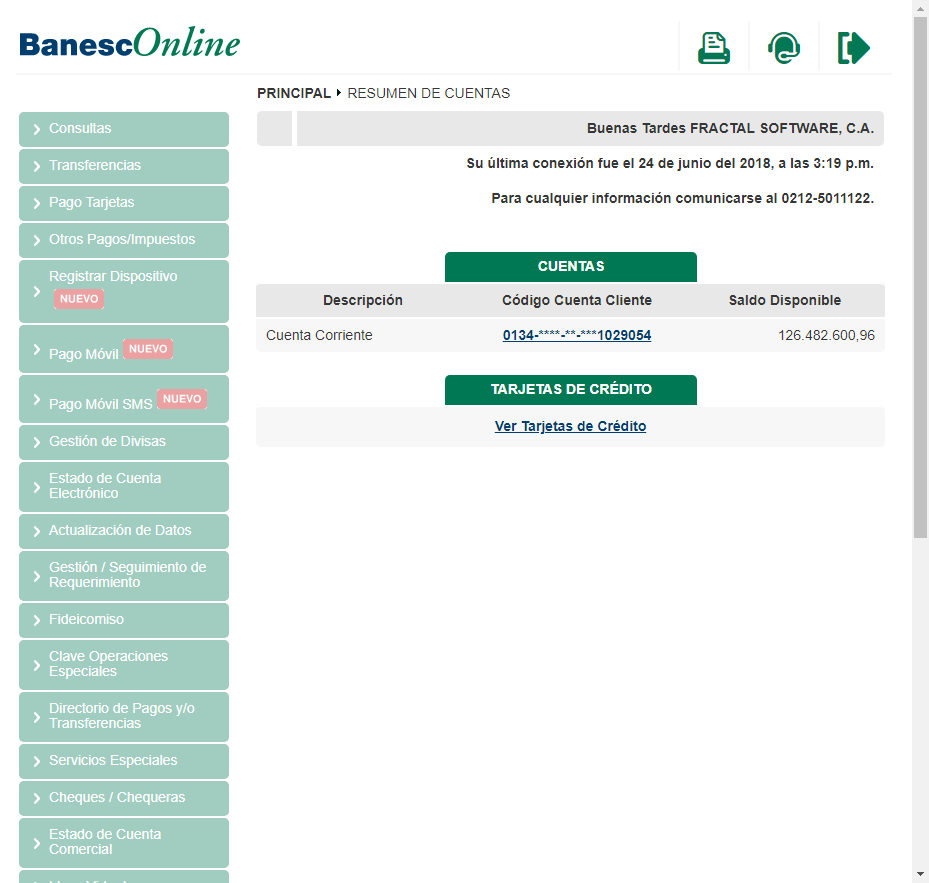 BanescOnline
PRINCIPAL RESUMEN DE CUENTAS
Buenas Tardes FRACTAL SOFTWARE, C.A.
Su última conexión fue el 24 de junio del 2018, a las 3:19 p.m.
Para cualquier información comunicarse al 0212-5011122.
Consultas
Transferencias
Pago Tarjetas
Otros Pagos/Impuestos
Registrar Dispositivo
NUEVO
Pago Móvil NUEVO
Pago Móvil SMS NUEVO
Gestión de Divisas
Estado de Cuenta
Electrónico
Actualización de Datos
Gestión / Seguimiento de
Requerimiento
Fideicomiso
Clave Operaciones
Especiales
Directorio de Pagos y/o
Transferencias
Servicios Especiales
Cheques / Chequeras
Estado de Cuenta
Comercial
CUENTAS
Descripción Código Cuenta Cliente Saldo Disponible
Cuenta Corriente 0134-****-**-***1029054 126.482.600,96
TARJETAS DE CRÉDITO
Ver Tarjetas de Crédito